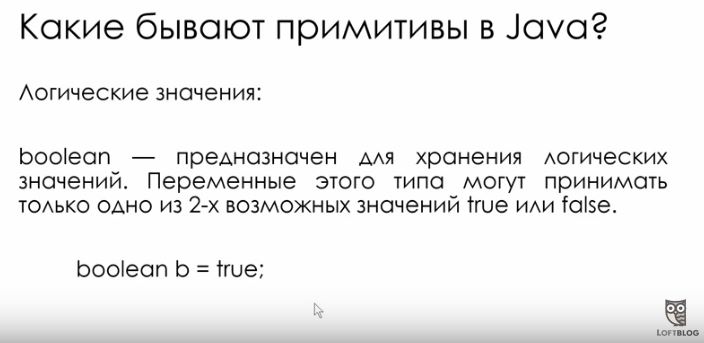 Какие бывают примитивы в Java?
Логические значения:
boolean — предназначен для хранения логических
значений. Переменные этого типа могут принимать
только одно из 2-х возможных значений true или false.
boolean b = true;
LOFTBLOG